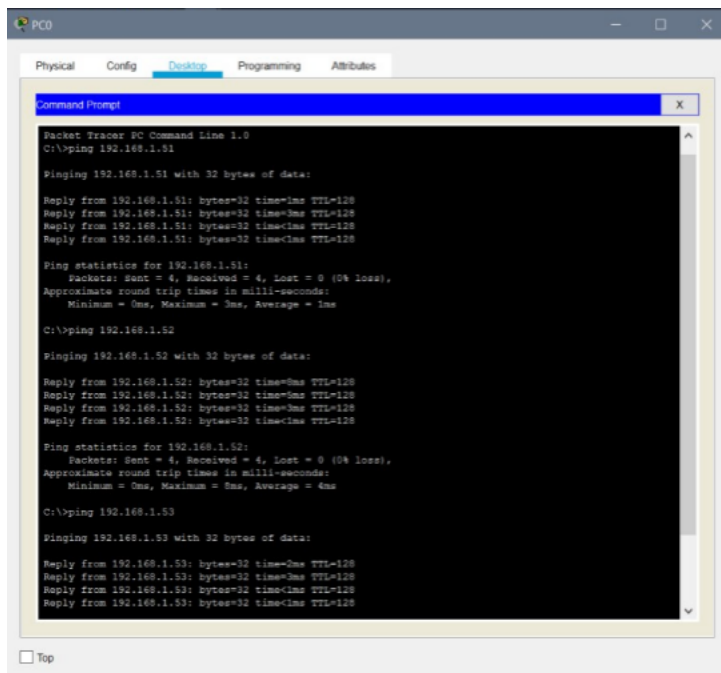 PC0
Physical Config Desktop Programming Attributes
Command Prompt X
Packet Tracer PC Command Line 1.0
C:\>ping 192.168.1.51
Pinging 192.168.1.51 with 32 bytes of data:
Reply from 192.168.1.51: bytes=32 time=1ms TTL=128
Reply from 192.168.1.51: bytes=32 time=3ms TTL=128
Reply from 192.168.1.51: bytes=32 time<1ms TTL=128
Reply from 192.168.1.51: bytes=32 time<1ms TTL=128
Ping statistics for 192.168.1.51:
Packets: Sent = 4, Received = 4, Lost = 0 (0% loss),
Approximate round trip times in milli-seconds:
Minimum = 0ms, Maximum = 3ms, Average = 1ms
C:\>ping 192.168.1.52
Pinging 192.168.1.52 with 32 bytes of data:
Reply from 192.168.1.52: bytes=32 time=8ms TTL=128
Reply from 192.168.1.52: bytes=32 time=5ms TTL=128
Reply from 192.168.1.52: bytes=32 time=3ms TTL=128
Reply from 192.168.1.52: bytes=32 time<1ms TTL=128
Ping statistics for 192.168.1.52:
Packets: Sent = 4, Received = 4, Lost = 0 (0% loss),
Approximate round trip times in milli-seconds:
Minimum = 0ms, Maximum = 8ms, Average = 4ms
C:\>ping 192.168.1.53
Pinging 192.168.1.53 with 32 bytes of data:
Reply from 192.168.1.53: bytes=32 time=2ms TTL=128
Reply from 192.168.1.53: bytes=32 time=3ms TTL=128
Reply from 192.168.1.53: bytes=32 time<1ms TTL=128
Reply from 192.168.1.53: bytes=32 time<1ms TTL=128
Top